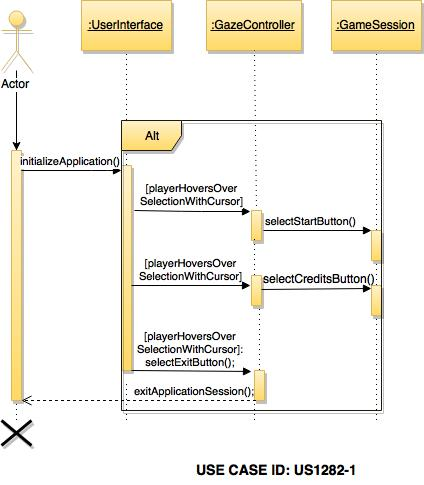 :UserInterface
:GazeController
:GameSession
Actor
Alt
initializeApplication()
[playerHoversOver
SelectionWithCursor]
selectStartButton()
[playerHoversOver
SelectionWithCursor]
selectCreditsButton()
[playerHoversOver
SelectionWithCursor]:
selectExitButton();
exitApplicationSession();
USE CASE ID: US1282-1